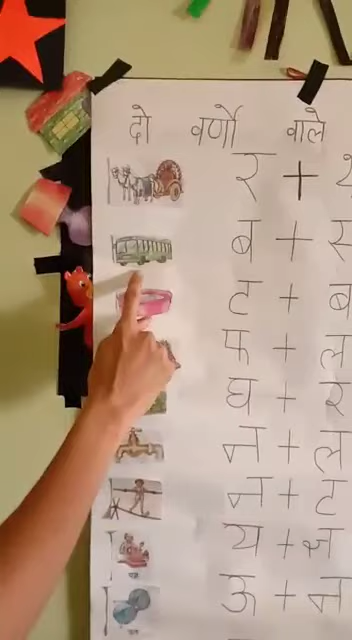 दो वर्णो वाले
र + थ
ब + स
ट + ब
फ + ल
घ + र
न + ल
न + ट
य + ज्ञ
ऊ + न